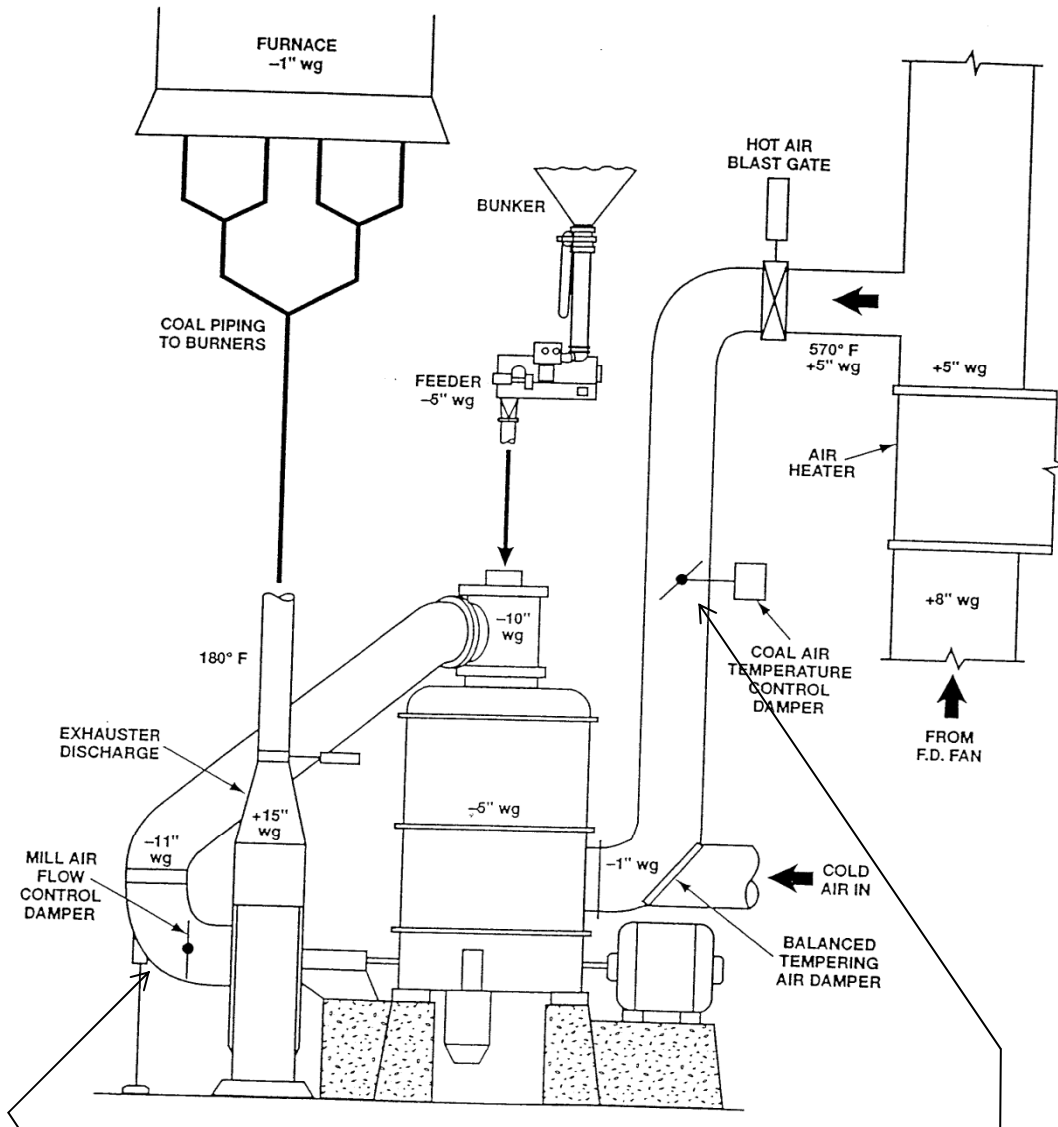 FURNACE
–1" wg
HOT AIR
BLAST GATE
BUNKER
COAL PIPING
TO BURNERS
FEEDER
–5" wg
570° F
+5" wg
+5" wg
AIR
HEATER
–10"
wg
+8" wg
180° F
COAL AIR
TEMPERATURE
CONTROL
DAMPER
FROM
F.D. FAN
EXHAUSTER
DISCHARGE
+15"
wg
–5" wg
–11"
wg
–1" wg
MILL AIR
FLOW
CONTROL
DAMPER
COLD
AIR IN
BALANCED
TEMPERING
AIR DAMPER